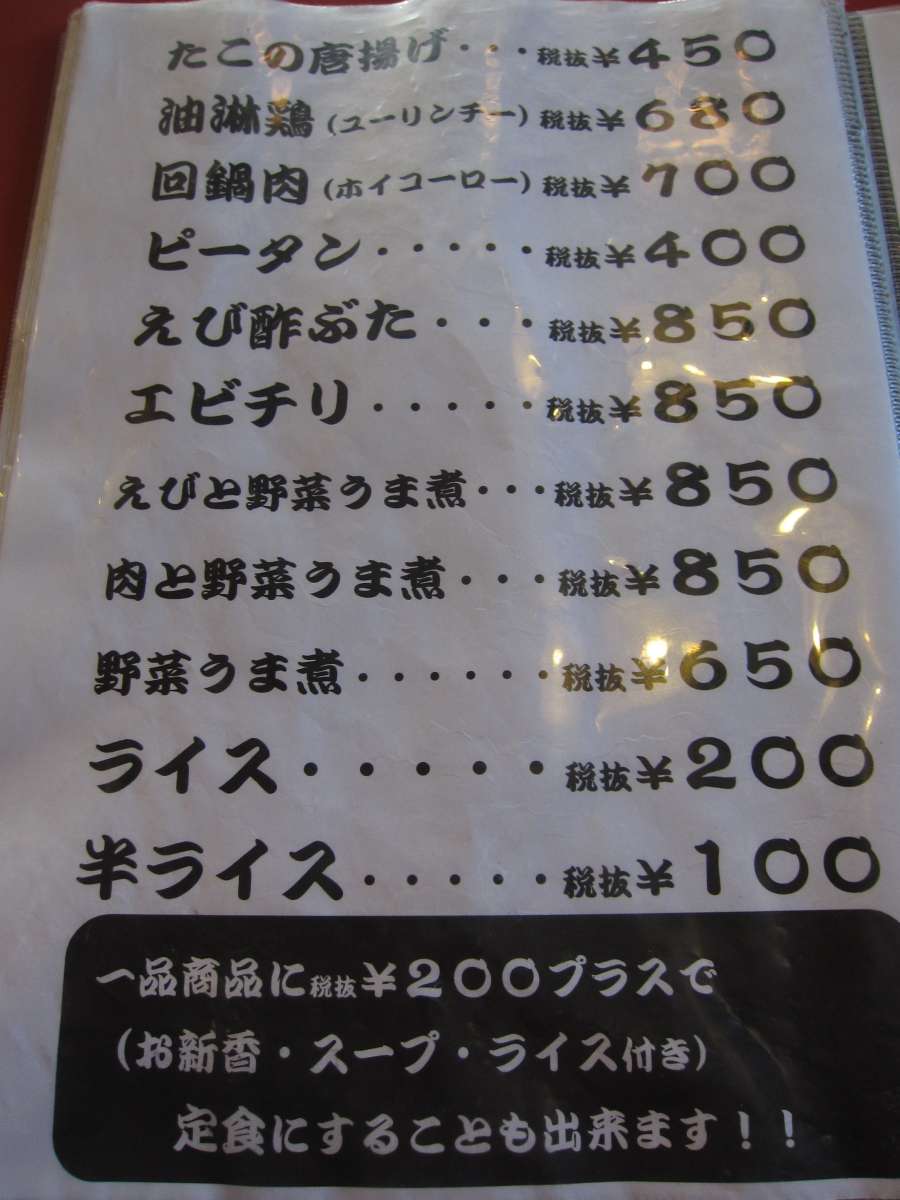 たこの唐揚げ・・・税抜￥450
油淋鶏(ユーリンチー)税抜￥680
回鍋肉(ホイコーロー)税抜￥700
ピータン・・・・・税抜￥400
えび酢ぶた・・・税抜￥850
エビチリ・・・・・税抜￥850
えびと野菜うま煮・・・税抜￥850
肉と野菜うま煮・・・税抜￥850
野菜うま煮・・・・・・税抜￥650
ライス・・・・・税抜￥200
半ライス・・・・・税抜￥100
一品商品に税抜￥200プラスで
(お新香・スープ・ライス付き)
定食にすることも出来ます！！